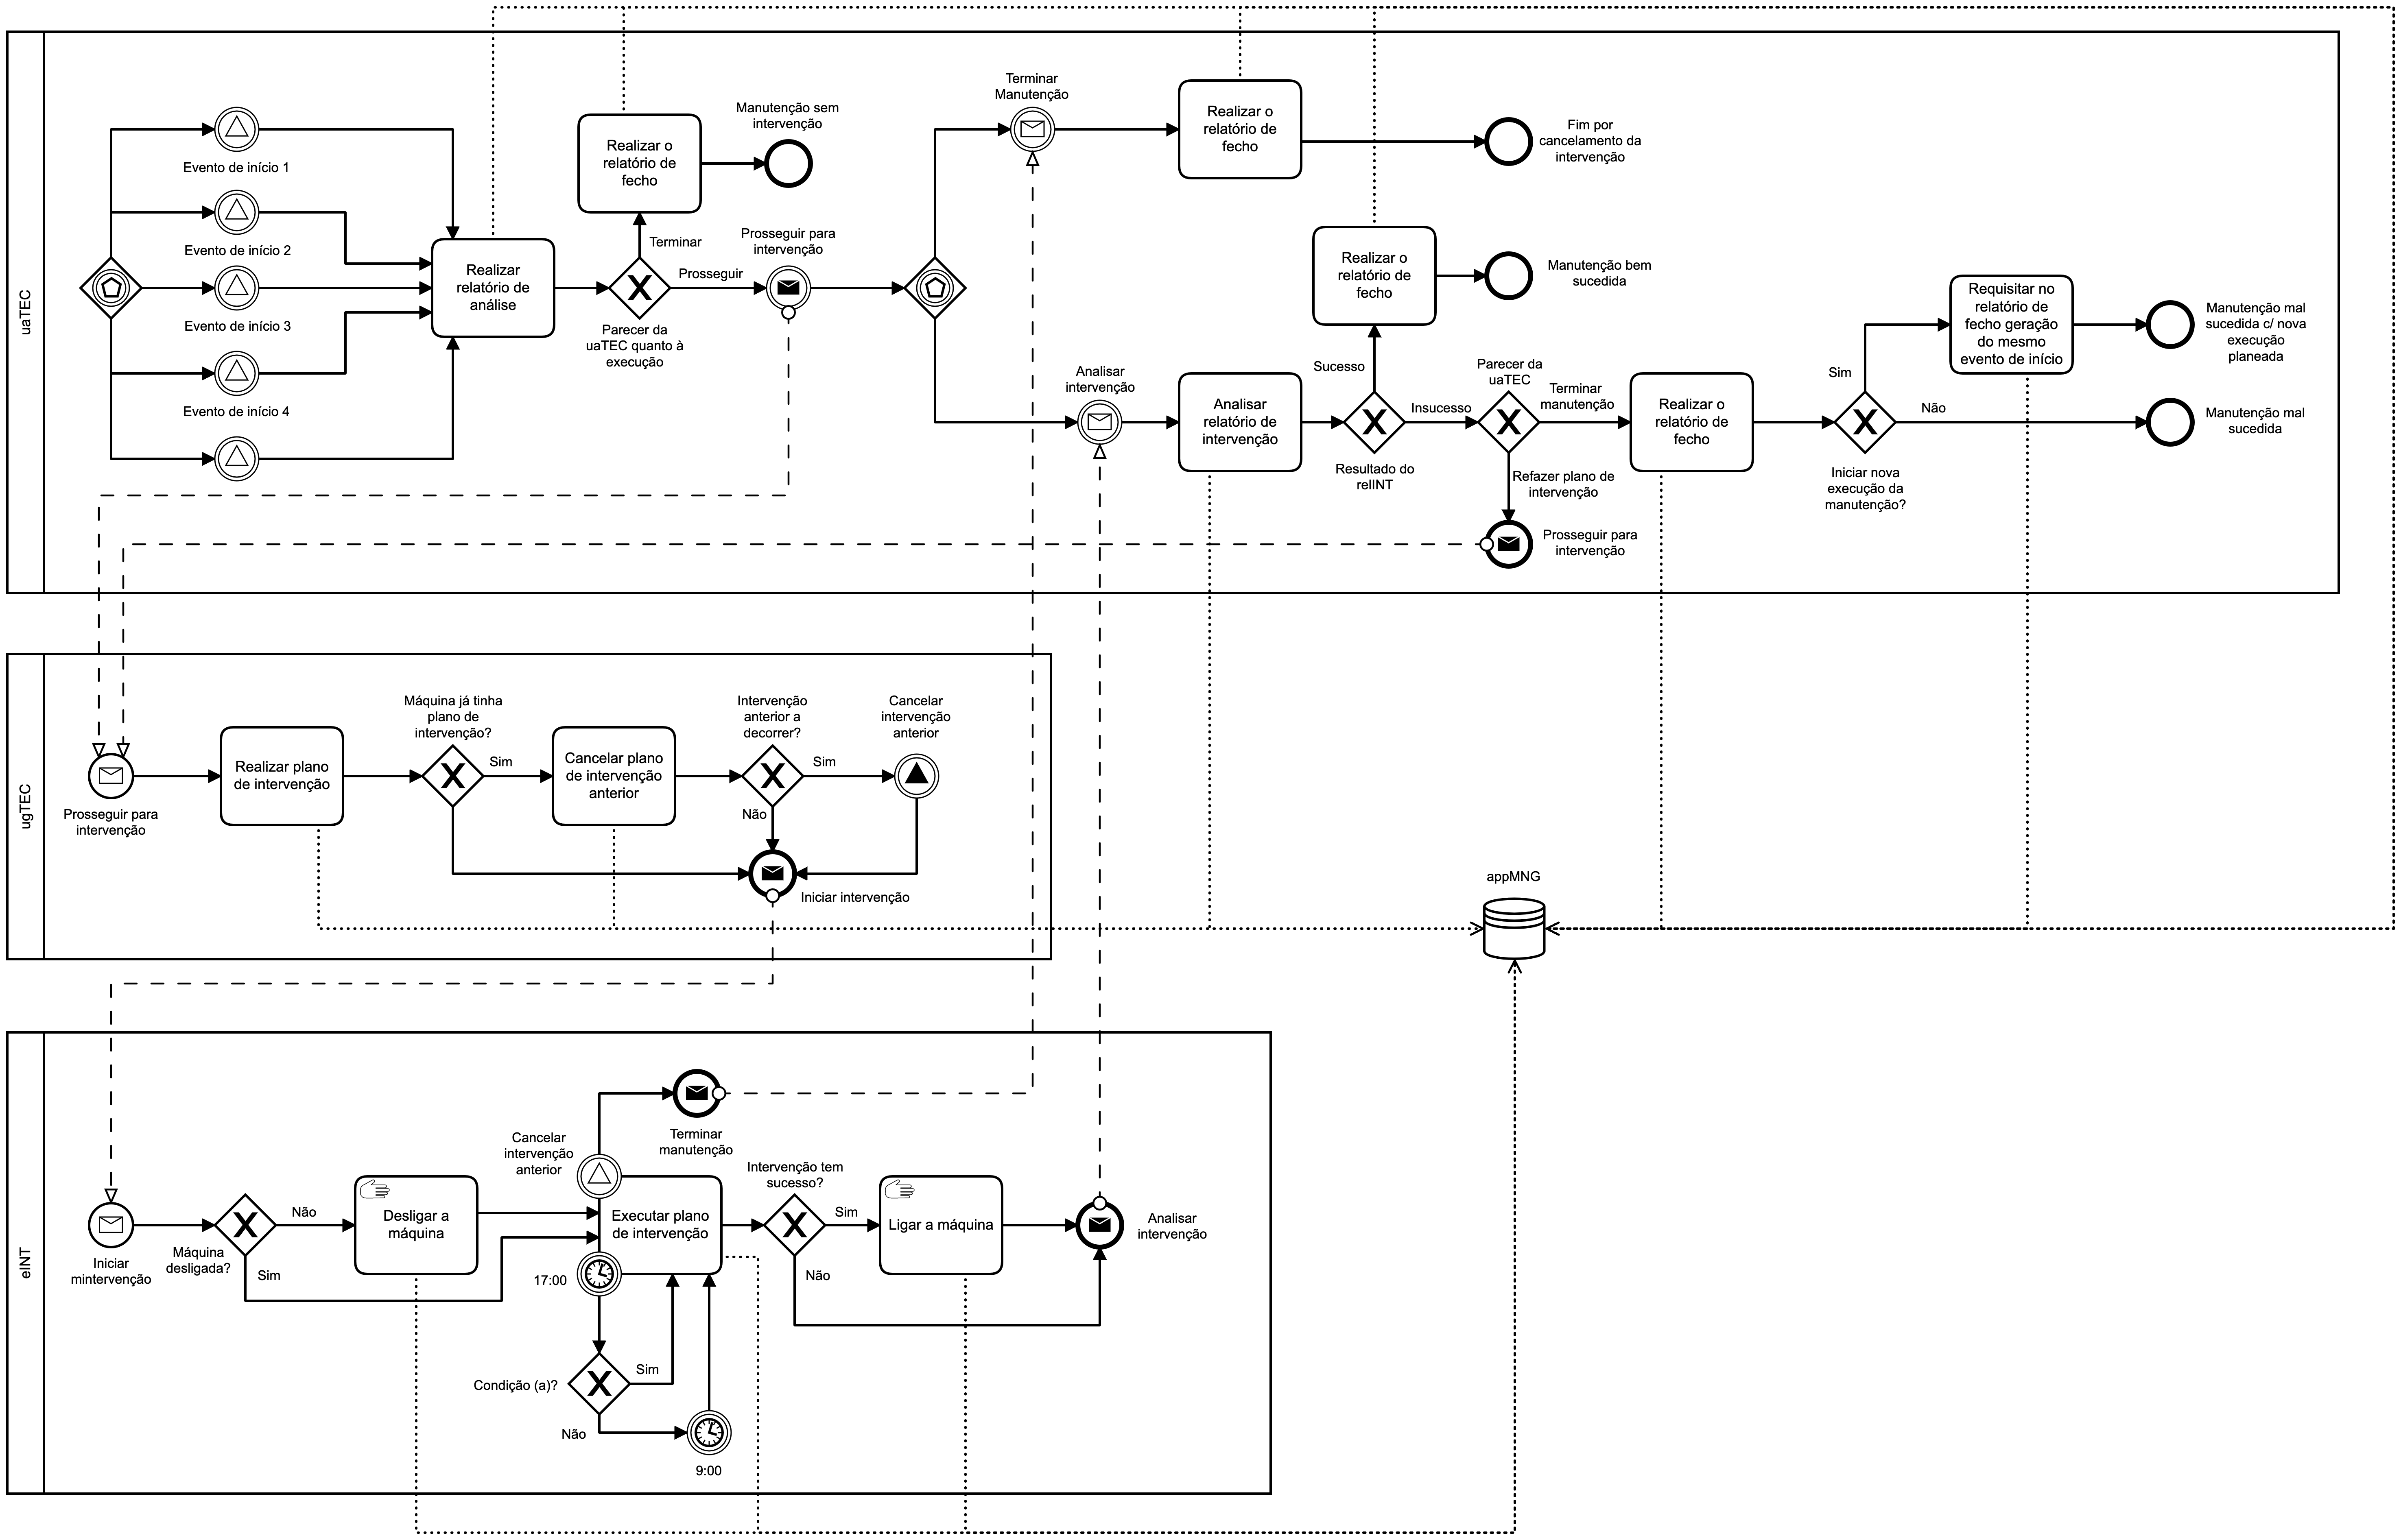 uaTEC
Evento de início 1
Evento de início 2
Evento de início 3
Evento de início 4
Realizar
relatório de
análise
Realizar o
relatório de
fecho
Manutenção sem
intervenção
Terminar
Prosseguir
Parecer da
uaTEC quanto à
execução
Prosseguir para
intervenção
Terminar
Manutenção
Realizar o
relatório de
fecho
Fim por
cancelamento da
intervenção
Analisar
intervenção
Analisar
relatório de
intervenção
Realizar o
relatório de
fecho
Manutenção bem
sucedida
Sucesso
Resultado do
relINT
Insucesso
Parecer da
uaTEC
Terminar
manutenção
Refazer plano de
intervenção
Prosseguir para
intervenção
Realizar o
relatório de
fecho
Sim
Não
Iniciar nova
execução da
manutenção?
Requisitar no
relatório de
fecho geração
do mesmo
evento de início
Manutenção mal
sucedida c/ nova
execução
planeada
Manutenção mal
sucedida
ugTEC
Prosseguir para
intervenção
Realizar plano
de intervenção
Máquina já tinha
plano de
intervenção?
Sim
Cancelar plano
de intervenção
anterior
Intervenção
anterior a
decorrer?
Sim
Não
Cancelar
intervenção
anterior
Iniciar intervenção
appMNG
eINT
Iniciar
mintervenção
Máquina
desligada?
Não
Sim
Desligar a
máquina
Cancelar
intervenção
anterior
Terminar
manutenção
Executar plano
de intervenção
17:00
Condição (a)?
Sim
Não
9:00
Intervenção tem
sucesso?
Sim
Não
Ligar a máquina
Analisar
intervenção